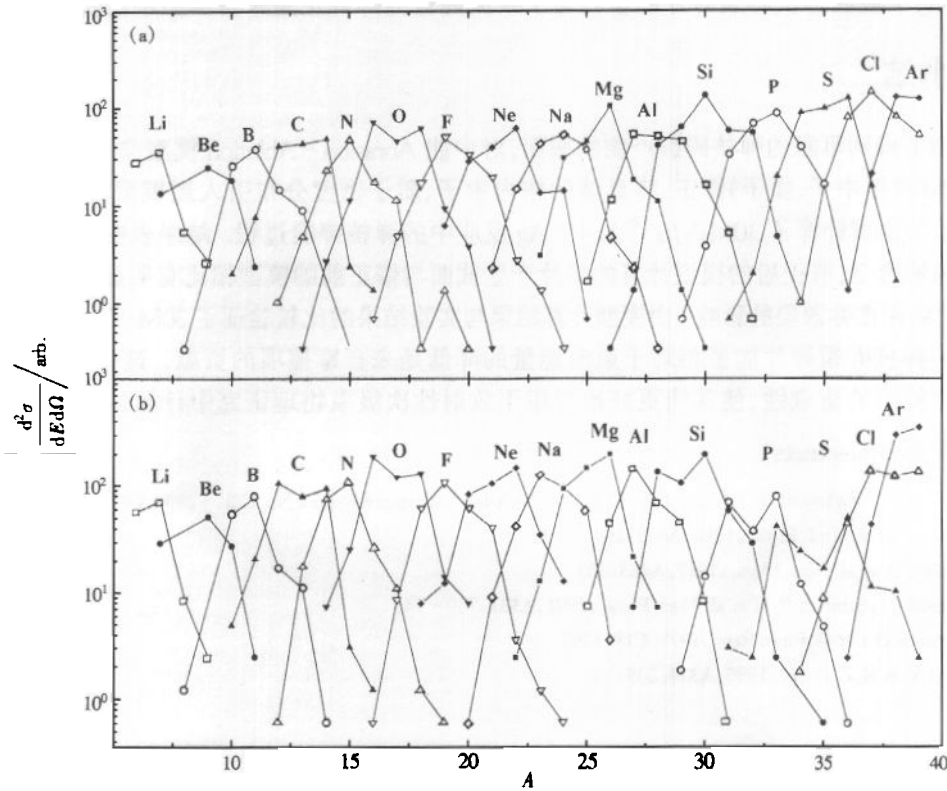 10³
(a)
10²
10¹
10⁰
10³
Li
Be
B
C
N
O
F
Ne
Na
Mg
Al
Si
P
S
Cl
Ar
d²σ
dEdΩ
/arb.
(b)
10²
10¹
10⁰
Li
Be
B
C
N
O
F
Ne
Na
Mg
Al
Si
P
S
Cl
Ar
10
15
20
25
30
35
40
A